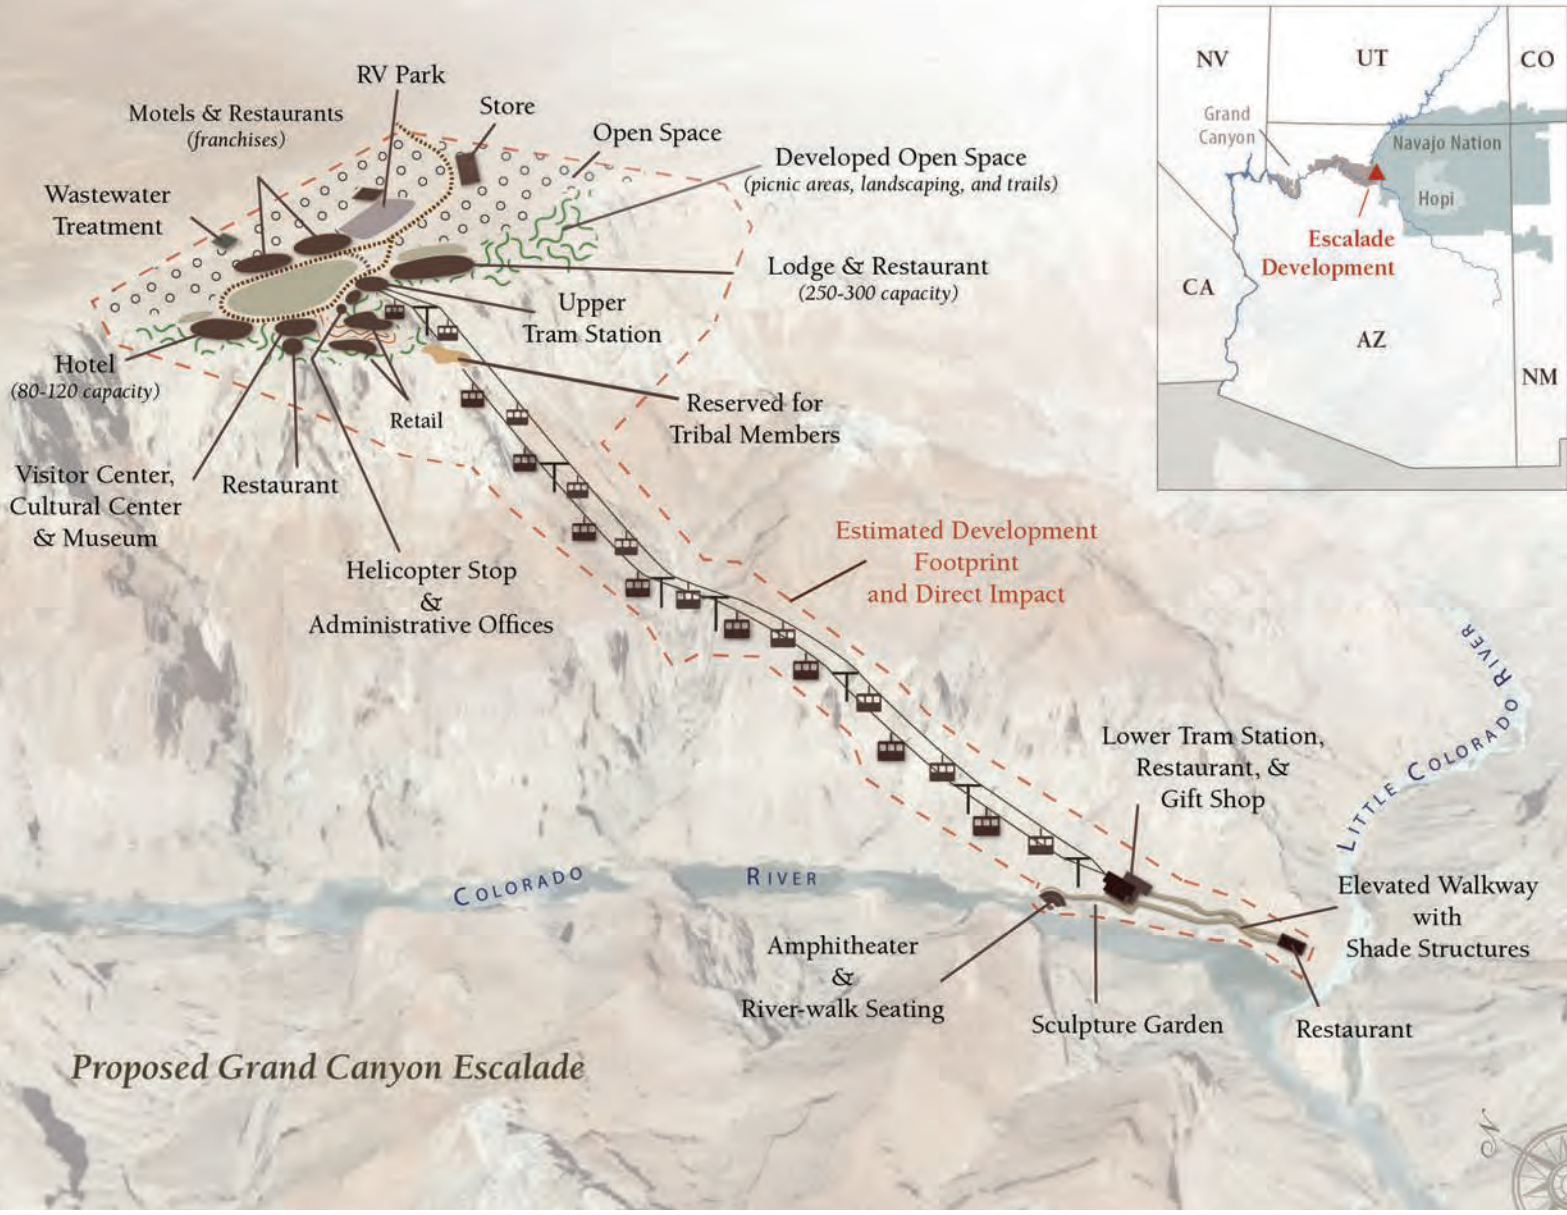 RV Park
Motels & Restaurants
(franchises)
Store
Open Space
Developed Open Space
(picnic areas, landscaping, and trails)
Wastewater
Treatment
Lodge & Restaurant
(250-300 capacity)
Upper
Tram Station
Hotel
(80-120 capacity)
Retail
Reserved for
Tribal Members
Visitor Center,
Cultural Center
& Museum
Restaurant
Helicopter Stop
&
Administrative Offices
Estimated Development
Footprint
and Direct Impact
NV
UT
CO
Grand
Canyon
Navajo Nation
Hopi
Escalade
Development
CA
AZ
NM
LITTLE COLORADO RIVER
Lower Tram Station,
Restaurant, &
Gift Shop
COLORADO RIVER
Elevated Walkway
with
Shade Structures
Amphitheater
&
River-walk Seating
Sculpture Garden
Restaurant
Proposed Grand Canyon Escalade
N